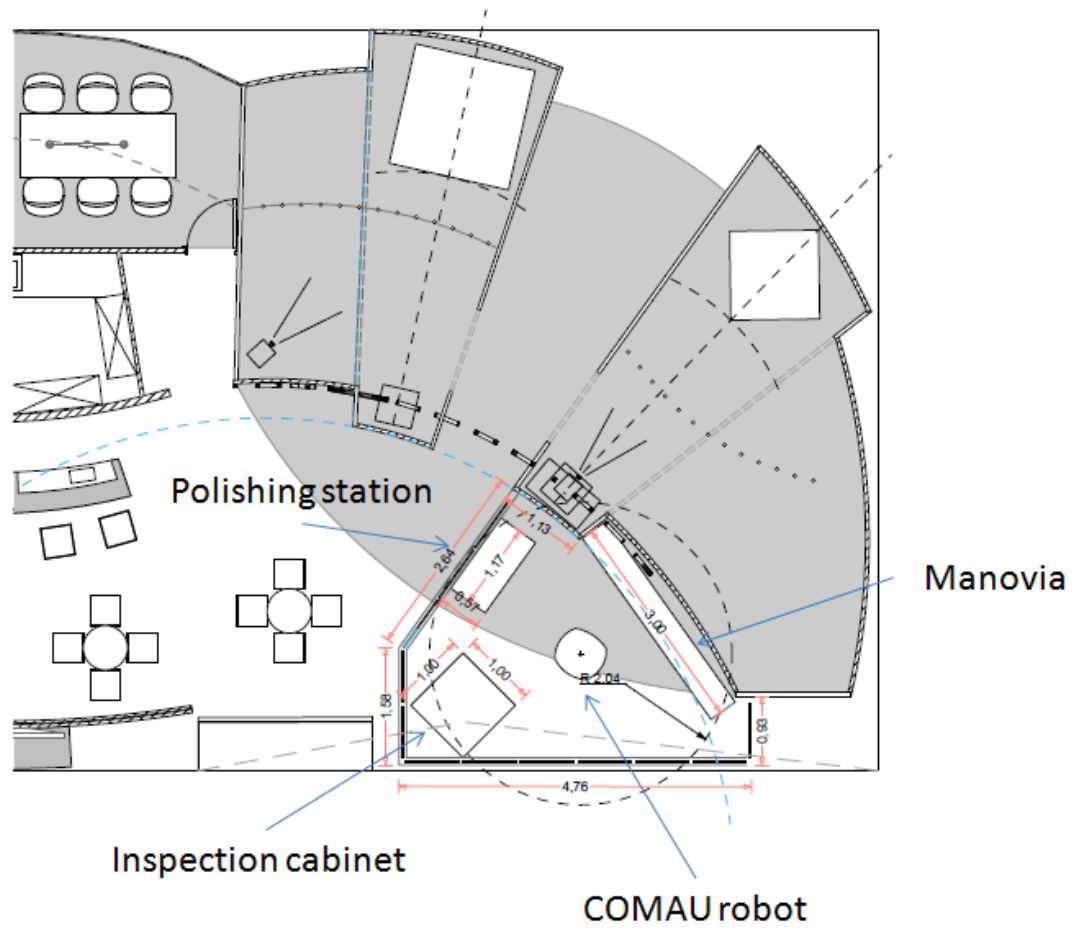 Polishing station
1,13
2,64
1,17
0,57
Manovia
3,00
1,00
1,00
R 2,04
1,58
0,93
4,76
Inspection cabinet
COMAU robot